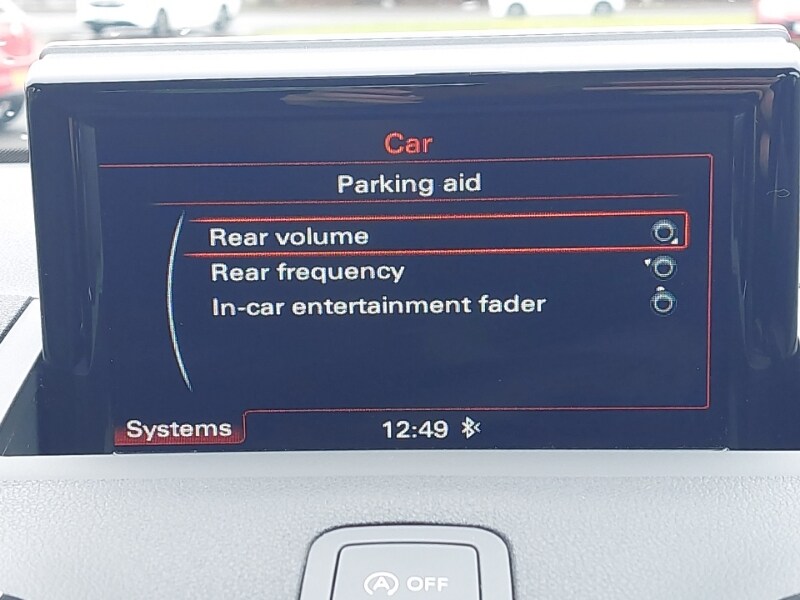 Car
Parking aid
Rear volume
Rear frequency
In-car entertainment fader
Systems 12:49
A OFF